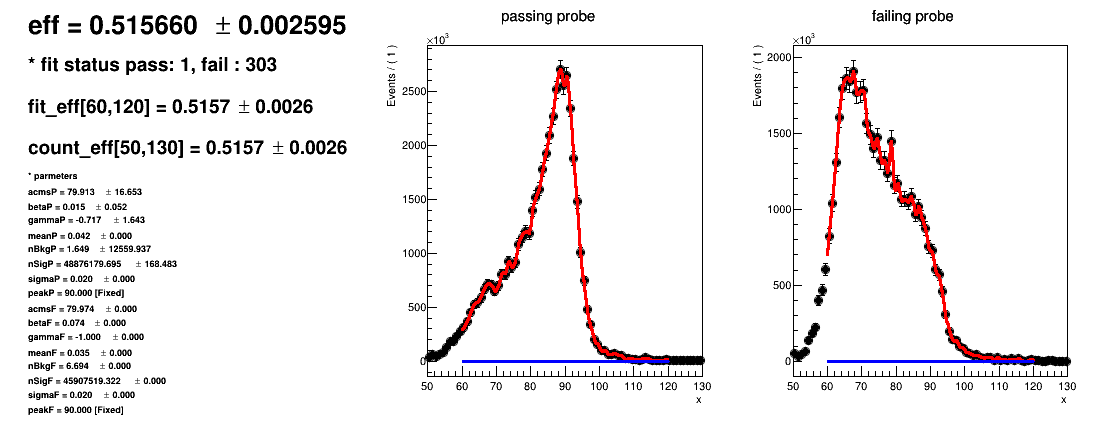 eff = 0.515660 ± 0.002595
* fit status pass: 1, fail : 303
fit_eff[60,120] = 0.5157 ± 0.0026
count_eff[50,130] = 0.5157 ± 0.0026
* parmeters
acmsP = 79.913 ± 16.653
betaP = 0.015 ± 0.052
gammaP = -0.717 ± 1.643
meanP = 0.042 ± 0.000
nBkgP = 1.649 ± 12559.937
nSigP = 48876179.695 ± 168.483
sigmaP = 0.020 ± 0.000
peakP = 90.000 [Fixed]
acmsF = 79.974 ± 0.000
betaF = 0.074 ± 0.000
gammaF = -1.000 ± 0.000
meanF = 0.035 ± 0.000
nBkgF = 6.694 ± 0.000
nSigF = 45907519.322 ± 0.000
sigmaF = 0.020 ± 0.000
peakF = 90.000 [Fixed]
passing probe
×10³
Events / ( 1 )
2500
2000
1500
1000
500
0
50 60 70 80 90 100 110 120 130
x
failing probe
×10³
Events / ( 1 )
2000
1500
1000
500
0
50 60 70 80 90 100 110 120 130
x